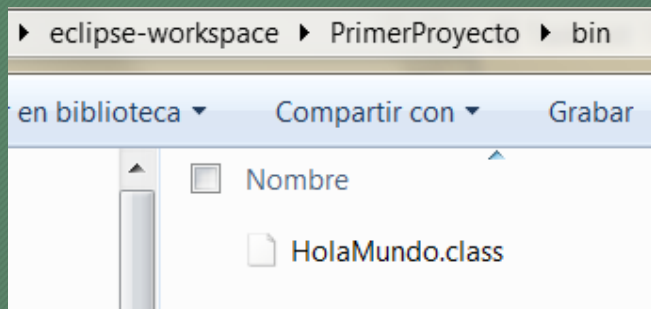 eclipse-workspace ▸ PrimerProyecto ▸ bin
r en biblioteca Compartir con Grabar
Nombre
HolaMundo.class